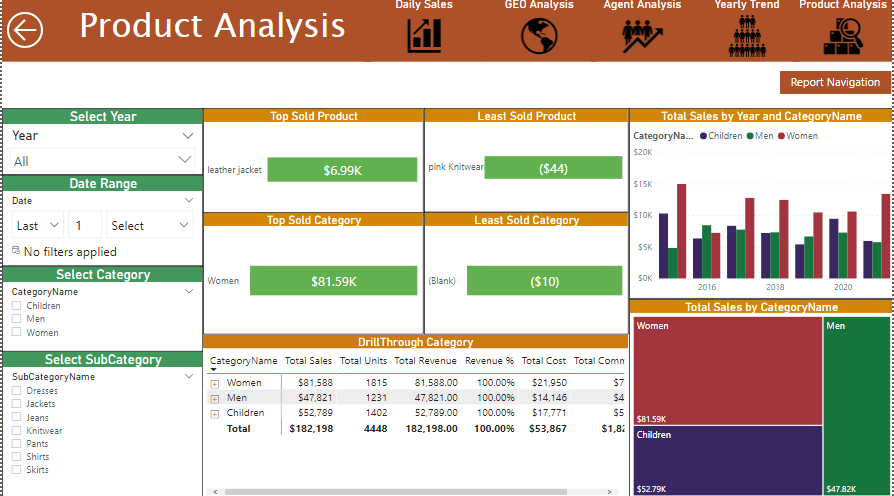 Product Analysis
Daily Sales
GEO Analysis
Agent Analysis
Yearly Trend
Product Analysis
Report Navigation
Select Year
Year
All
Date Range
Date
Last
1
Select
No filters applied
Select Category
CategoryName
Children
Men
Women
Select SubCategory
SubCategoryName
Dresses
Jackets
Jeans
Knitwear
Pants
Shirts
Skirts
Top Sold Product
leather jacket
$6.99K
Least Sold Product
pink Knitwear
($44)
Top Sold Category
Women
$81.59K
Least Sold Category
(Blank)
($10)
DrillThrough Category
CategoryName Total Sales Total Units Total Revenue Revenue % Total Cost Total Comm
Women $81,588 1815 81,588.00 100.00% $21,950 $7
Men $47,821 1231 47,821.00 100.00% $14,146 $4
Children $52,789 1402 52,789.00 100.00% $17,771 $5
Total $182,198 4448 182,198.00 100.00% $53,867 $1,82
Total Sales by Year and CategoryName
CategoryNa... Children Men Women
$20K
$15K
$10K
$5K
$0K
2016 2018 2020
Total Sales by CategoryName
Women
$81.59K
Children
$52.79K
Men
$47.82K